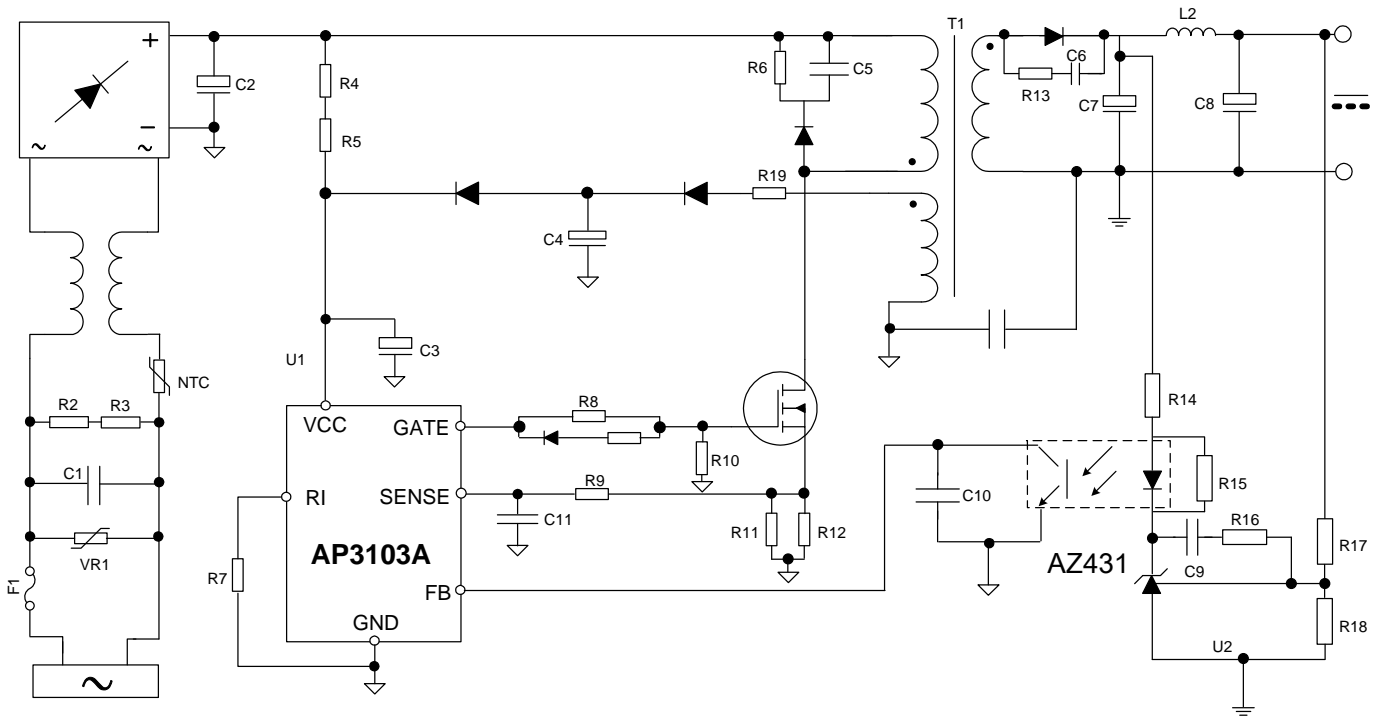 T1
L2
+
C2
R4
R6
C5
C6
R13
C7
C8
−
~
~
R5
R19
C4
U1
C3
NTC
R2
R3
VCC
GATE
R8
R14
R10
C1
RI
SENSE
R9
C10
R15
C11
R11
R12
R16
VR1
AP3103A
AZ431
C9
R17
F1
R7
FB
GND
R18
U2
~